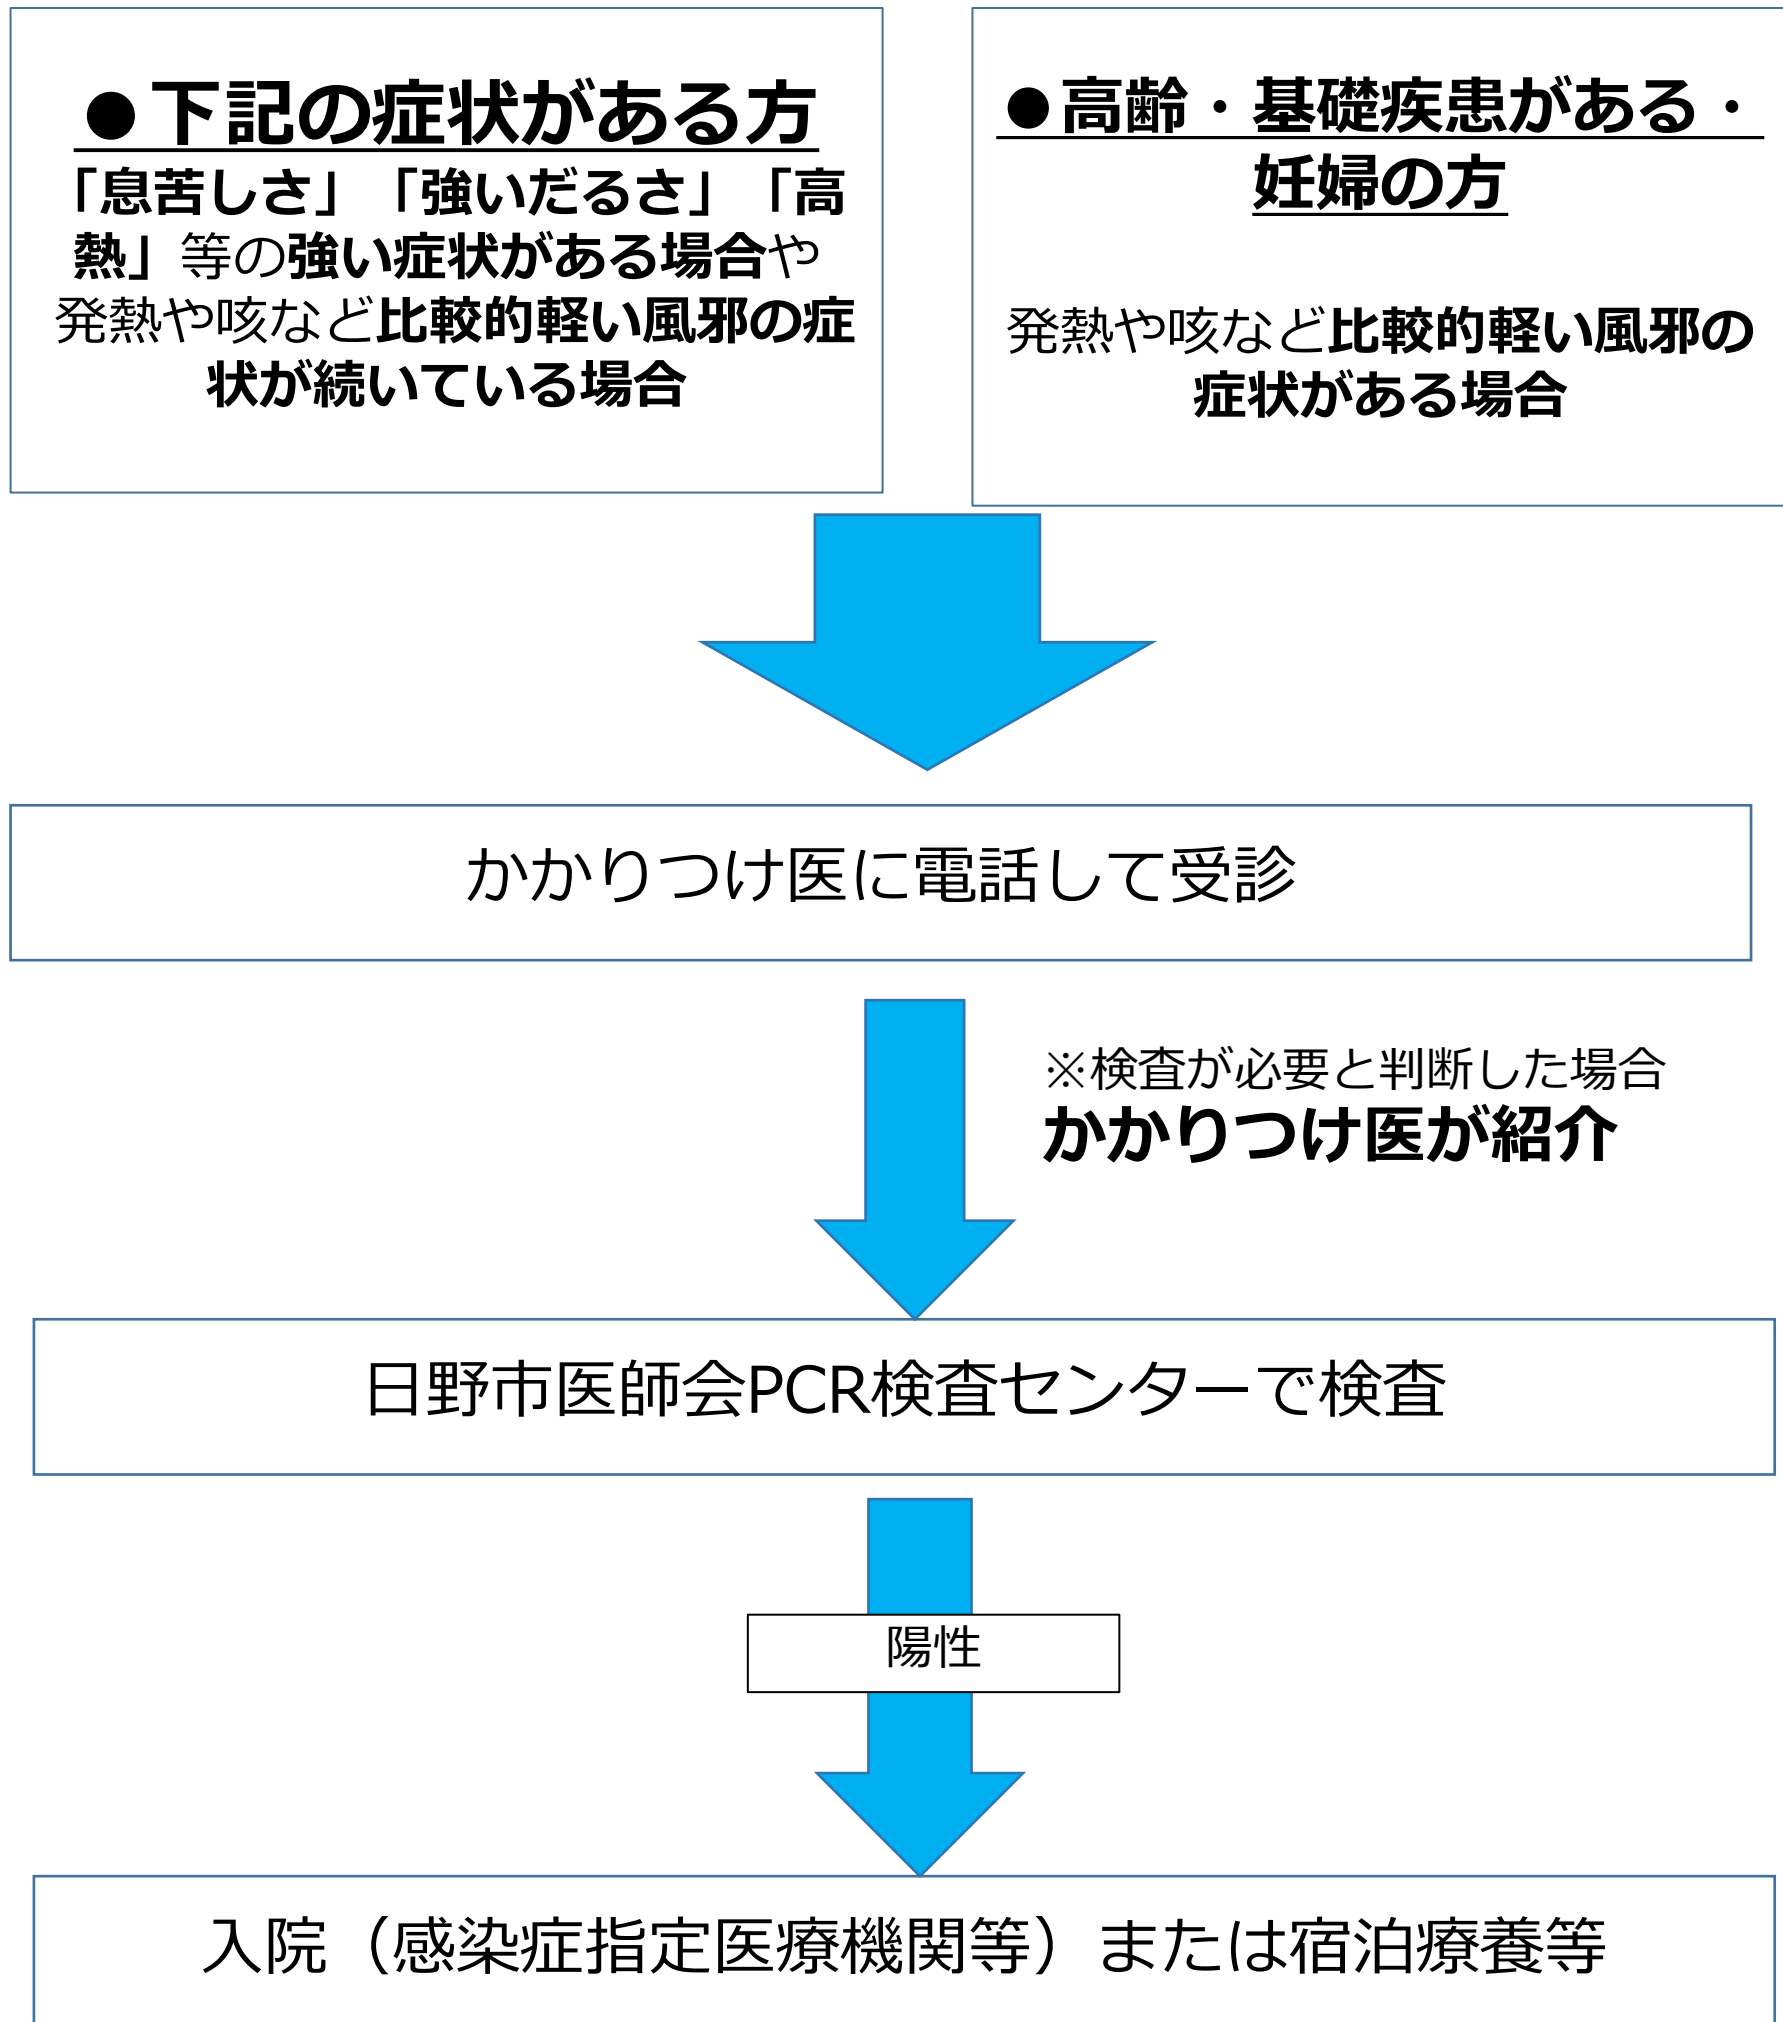 ●下記の症状がある方
「息苦しさ」「強いだるさ」「高
熱」等の強い症状がある場合や
発熱や咳など比較的軽い風邪の症
状が続いている場合
●高齢・基礎疾患がある・
妊婦の方
発熱や咳など比較的軽い風邪の
症状がある場合
かかりつけ医に電話して受診
※検査が必要と判断した場合
かかりつけ医が紹介
日野市医師会PCR検査センターで検査
陽性
入院（感染症指定医療機関等）または宿泊療養等